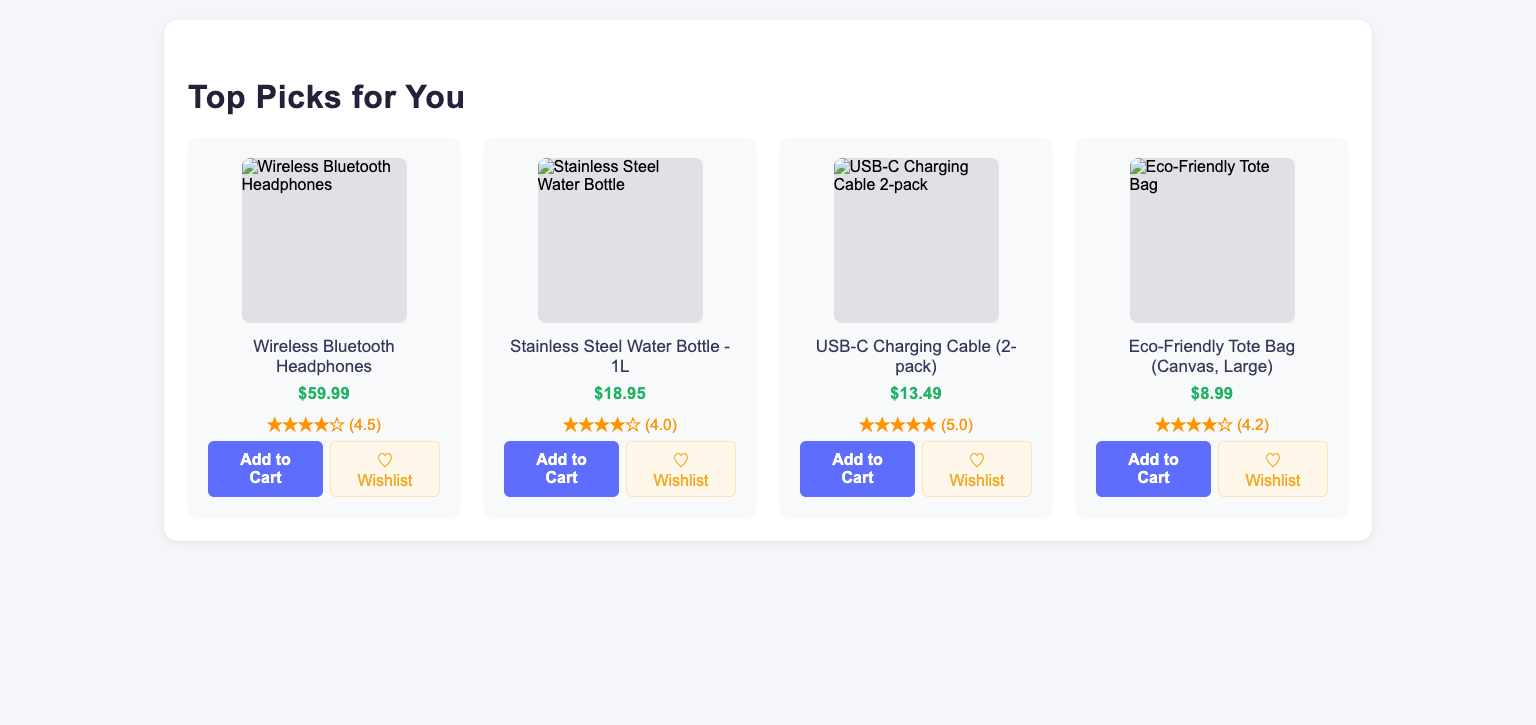 Top Picks for You
Wireless Bluetooth
Headphones
Wireless Bluetooth
Headphones
$59.99
★★★★☆ (4.5)
Add to
Cart
♡
Wishlist
Stainless Steel
Water Bottle
Stainless Steel Water Bottle -
1L
$18.95
★★★★☆ (4.0)
Add to
Cart
♡
Wishlist
USB-C Charging
Cable 2-pack
USB-C Charging Cable (2-
pack)
$13.49
★★★★★ (5.0)
Add to
Cart
♡
Wishlist
Eco-Friendly Tote
Bag
Eco-Friendly Tote Bag
(Canvas, Large)
$8.99
★★★★☆ (4.2)
Add to
Cart
♡
Wishlist